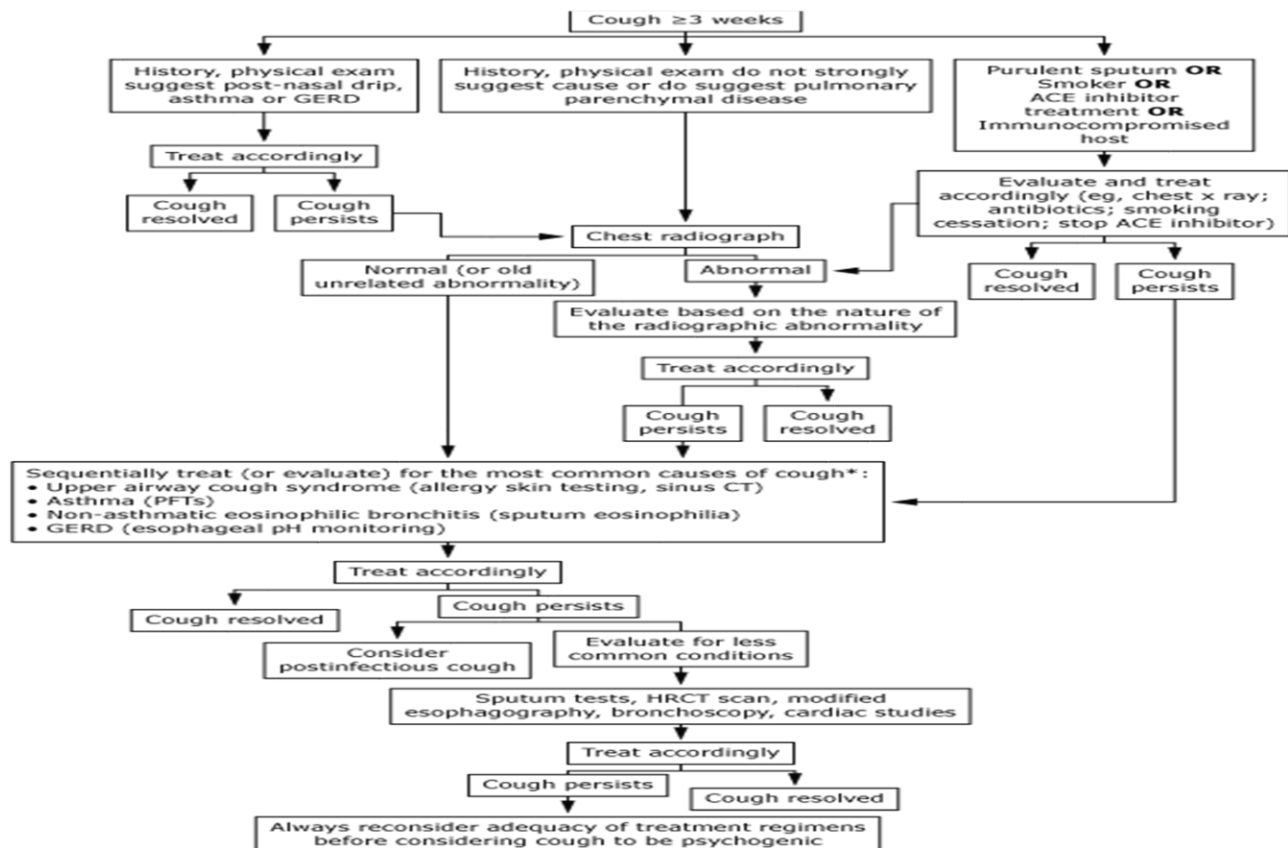 Cough ≥3 weeks
History, physical exam
suggest post-nasal drip,
asthma or GERD
History, physical exam do not strongly
suggest cause or do suggest pulmonary
parenchymal disease
Purulent sputum OR
Smoker OR
ACE inhibitor
treatment OR
Immunocompromised
host
Treat accordingly
Cough
resolved
Cough
persists
Evaluate and treat
accordingly (eg, chest x ray;
antibiotics; smoking
cessation; stop ACE inhibitor)
Chest radiograph
Normal (or old
unrelated abnormality)
Abnormal
Cough
resolved
Cough
persists
Evaluate based on the nature of
the radiographic abnormality
Treat accordingly
Cough
persists
Cough
resolved
Sequentially treat (or evaluate) for the most common causes of cough*:
• Upper airway cough syndrome (allergy skin testing, sinus CT)
• Asthma (PFTs)
• Non-asthmatic eosinophilic bronchitis (sputum eosinophilia)
• GERD (esophageal pH monitoring)
Treat accordingly
Cough resolved
Cough persists
Consider
postinfectious cough
Evaluate for less
common conditions
Sputum tests, HRCT scan, modified
esophagography, bronchoscopy, cardiac studies
Treat accordingly
Cough persists
Cough resolved
Always reconsider adequacy of treatment regimens
before considering cough to be psychogenic